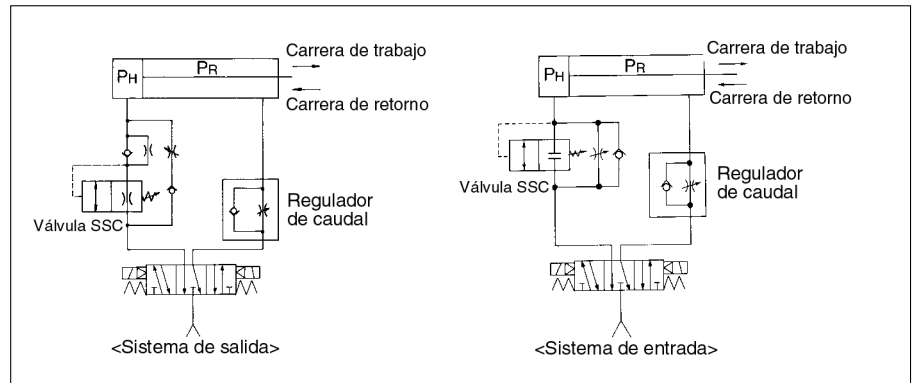 Carrera de trabajo
PH
PR
Carrera de retorno
Válvula SSC
Regulador
de caudal
<Sistema de salida>
Carrera de trabajo
PH
PR
Carrera de retorno
Válvula SSC
Regulador
de caudal
<Sistema de entrada>